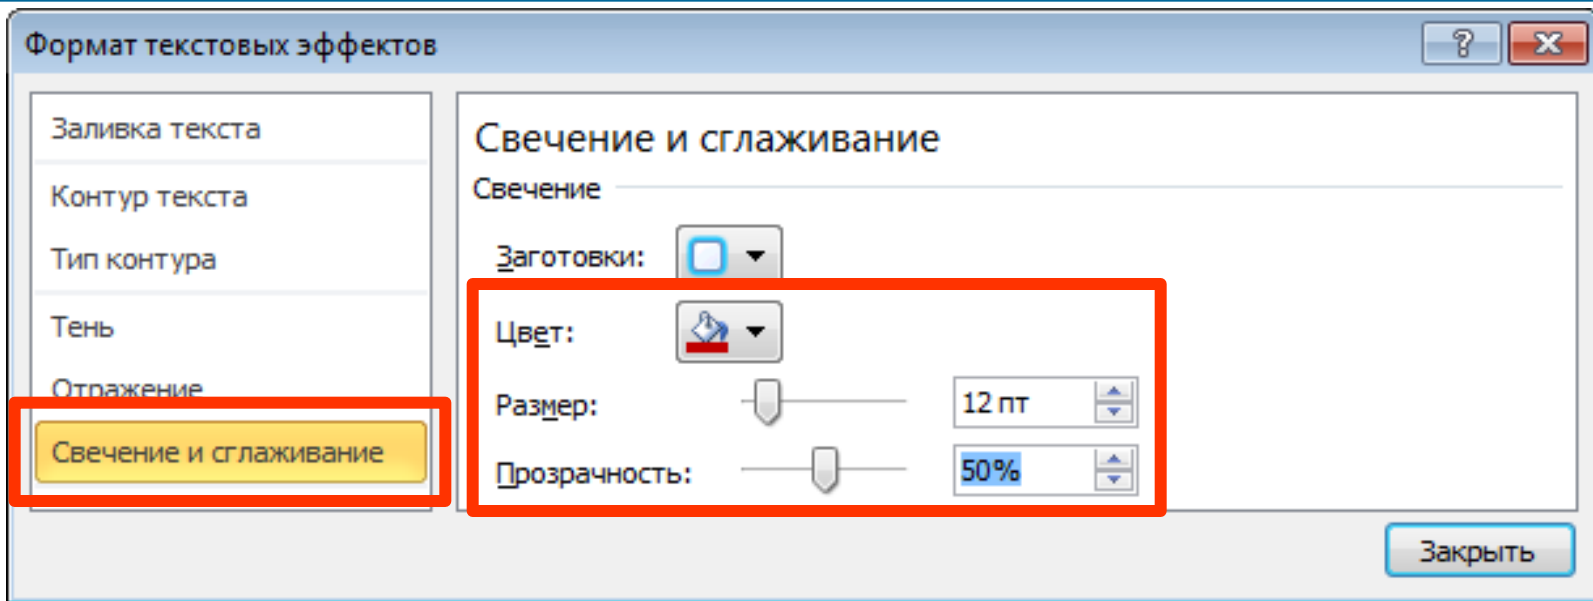 Формат текстовых эффектов
?
Заливка текста
Контур текста
Тип контура
Тень
Отражение
Свечение и сглаживание
Свечение и сглаживание
Свечение
Заготовки:
Цвет:
Размер: 12 пт
Прозрачность: 50%
Закрыть